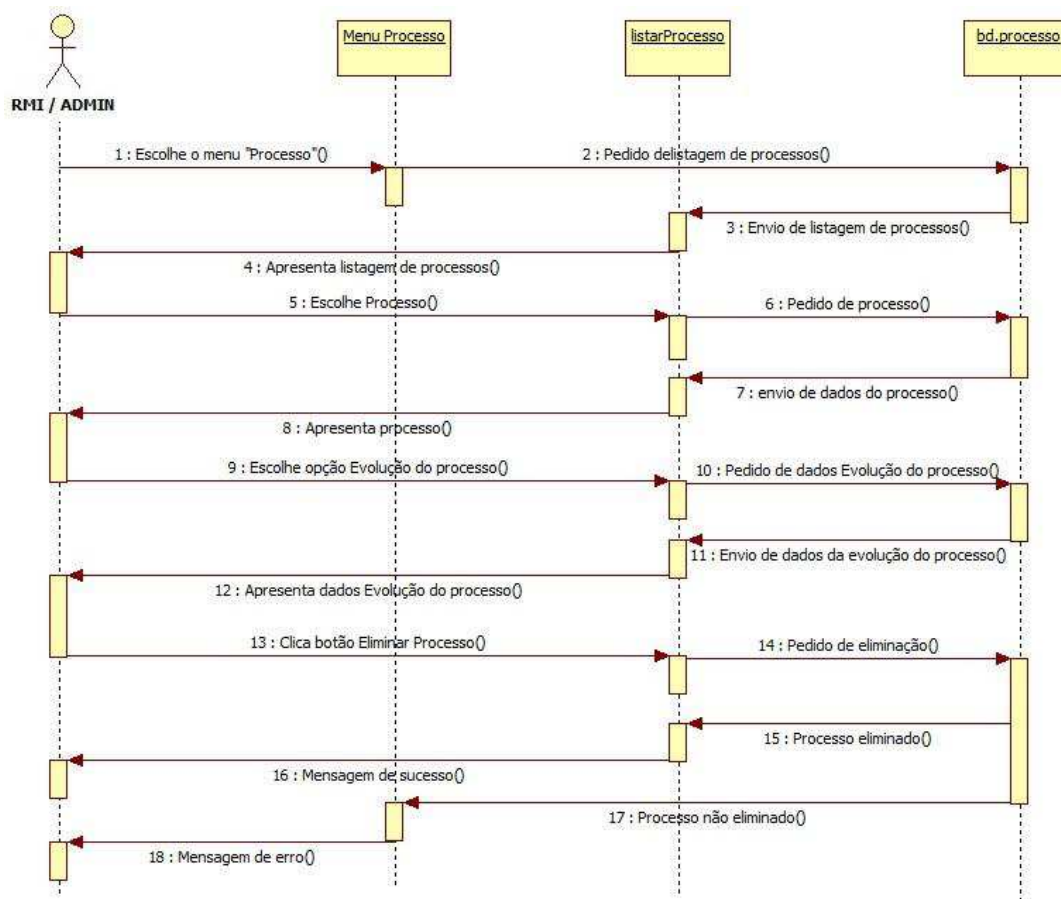 Menu Processo
listarProcesso
bd.processo
RMI / ADMIN
1 : Escolhe o menu "Processo"()
2 : Pedido delistagem de processos()
3 : Envio de listagem de processos()
4 : Apresenta listagem de processos()
5 : Escolhe Processo()
6 : Pedido de processo()
7 : envio de dados do processo()
8 : Apresenta processo()
9 : Escolhe opção Evolução do processo()
10 : Pedido de dados Evolução do processo()
11 : Envio de dados da evolução do processo()
12 : Apresenta dados Evolução do processo()
13 : Clica botão Eliminar Processo()
14 : Pedido de eliminação()
15 : Processo eliminado()
16 : Mensagem de sucesso()
17 : Processo não eliminado()
18 : Mensagem de erro()